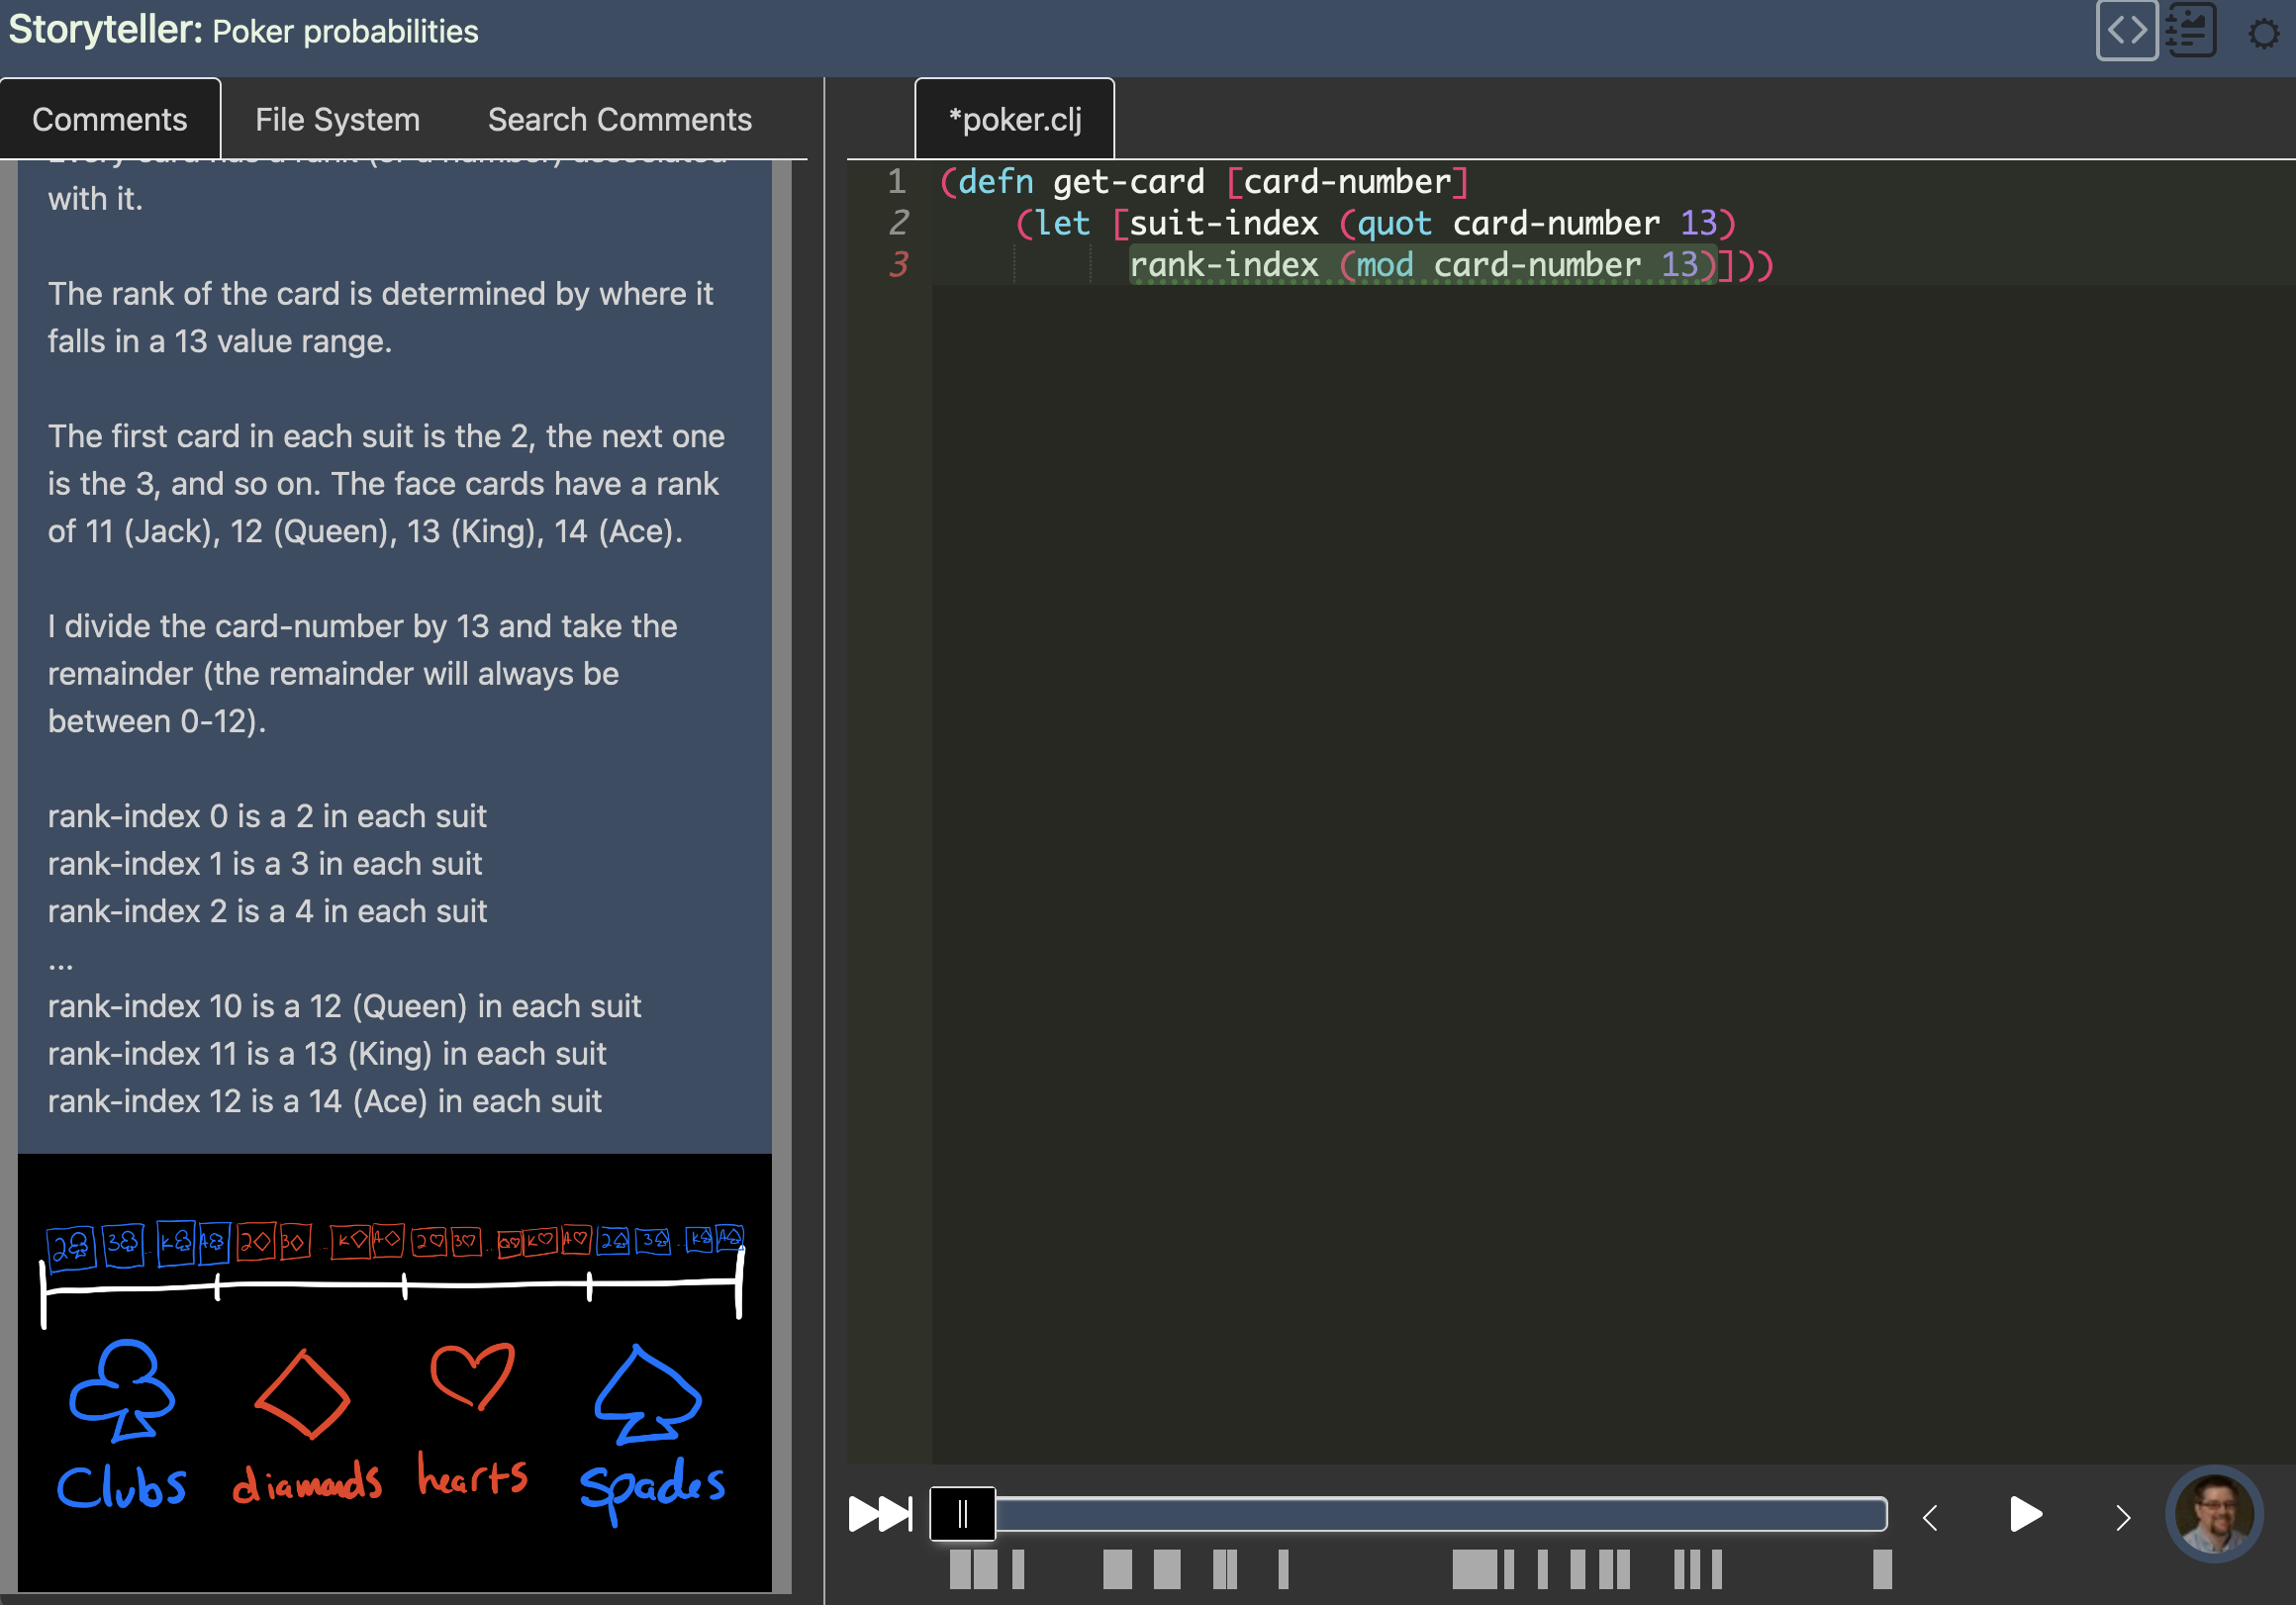 Storyteller: Poker probabilities
Comments File System Search Comments
*poker.clj
Every card has a rank (or a number) associated
with it.
The rank of the card is determined by where it
falls in a 13 value range.
The first card in each suit is the 2, the next one
is the 3, and so on. The face cards have a rank
of 11 (Jack), 12 (Queen), 13 (King), 14 (Ace).
I divide the card-number by 13 and take the
remainder (the remainder will always be
between 0-12).
rank-index 0 is a 2 in each suit
rank-index 1 is a 3 in each suit
rank-index 2 is a 4 in each suit
...
rank-index 10 is a 12 (Queen) in each suit
rank-index 11 is a 13 (King) in each suit
rank-index 12 is a 14 (Ace) in each suit
2♧ 3♧ .. K♧ A♧ 2♢ 3♢ ... K♢ A♢ 2♡ 3♡ .. Q♡ K♡ A♡ 2♤ 3♤ .. K♤ A♤
Clubs diamonds hearts spades
1 (defn get-card [card-number]
2 (let [suit-index (quot card-number 13)
3 rank-index (mod card-number 13)]))